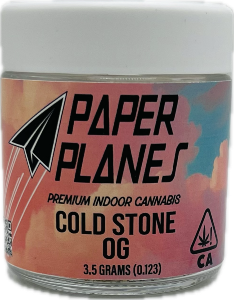 PAPER
PLANES
PREMIUM INDOOR CANNABIS
COLD STONE
OG
3.5 GRAMS (0.123)
CA